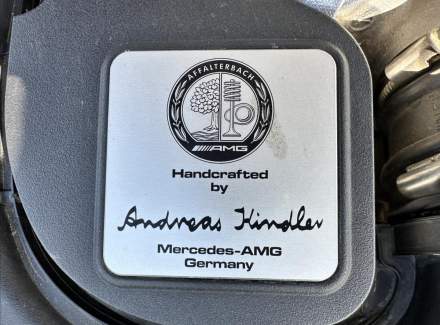 AFFALTERBACH
AMG
Handcrafted
by
Andreas Kindler
Mercedes-AMG
Germany